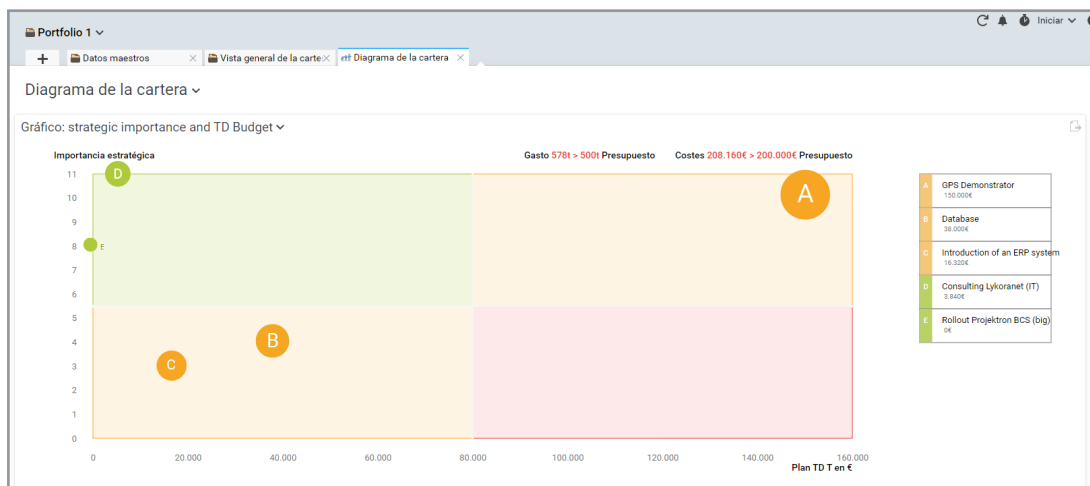 Iniciar
Portfolio 1
+ Datos maestros Vista general de la carte Diagrama de la cartera
Diagrama de la cartera
Gráfico: strategic importance and TD Budget
Importancia estratégica
Gasto 578t > 500t Presupuesto Costes 208.160€ > 200.000€ Presupuesto
11
10
9
8
7
6
5
4
3
2
1
0
D
A
E
B
C
0 20.000 40.000 60.000 80.000 100.000 120.000 140.000 160.000
Plan TD T en €
A GPS Demonstrator
150.000€
B Database
38.000€
C Introduction of an ERP system
16.320€
D Consulting Lykoranet (IT)
3.840€
E Rollout Projektron BCS (big)
0€